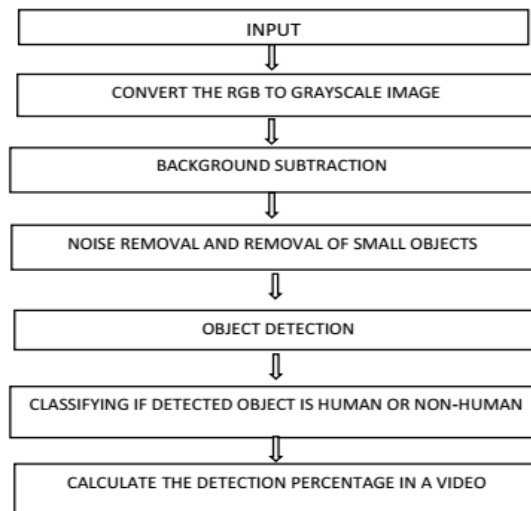 INPUT
CONVERT THE RGB TO GRAYSCALE IMAGE
BACKGROUND SUBTRACTION
NOISE REMOVAL AND REMOVAL OF SMALL OBJECTS
OBJECT DETECTION
CLASSIFYING IF DETECTED OBJECT IS HUMAN OR NON-HUMAN
CALCULATE THE DETECTION PERCENTAGE IN A VIDEO